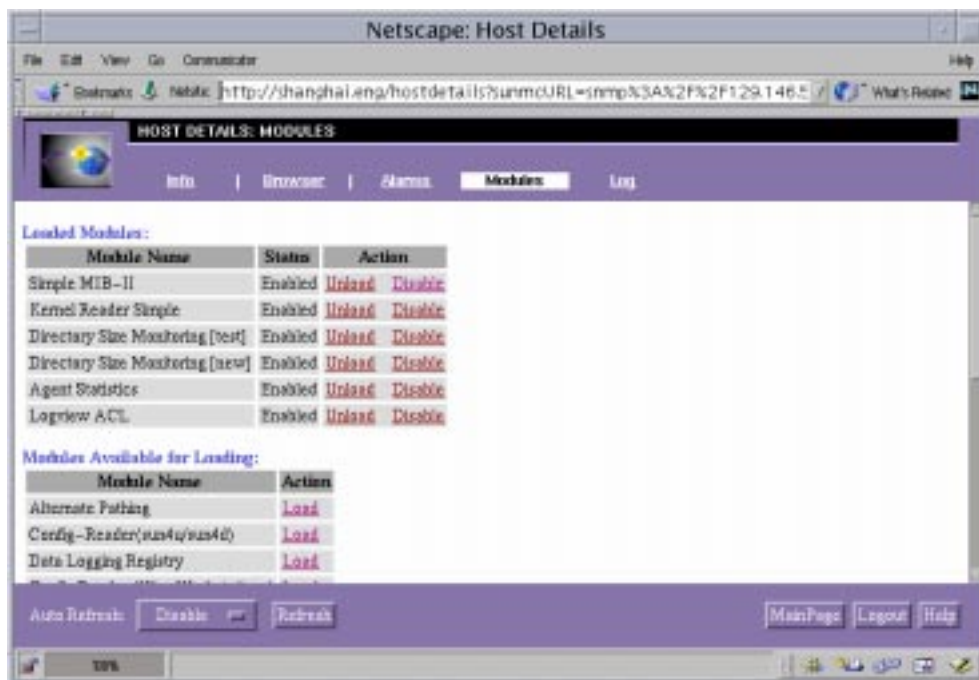 Netscape: Host Details
File Edit View Go Communicator Help
Bookmarks Netsite: http://shanghai.eng/hostdetails?sunmcURL=snmp%3A%2F%2F129.146.5 What's Related
HOST DETAILS: MODULES
Info | Browser | Alarms Modules Log
Loaded Modules:
Module Name Status Action
Simple MIB-II Enabled Unload Disable
Kernel Reader Simple Enabled Unload Disable
Directory Size Monitoring [test] Enabled Unload Disable
Directory Size Monitoring [new] Enabled Unload Disable
Agent Statistics Enabled Unload Disable
Logview ACL Enabled Unload Disable
Modules Available for Loading:
Module Name Action
Alternate Pathing Load
Config-Reader(sun4u/sun4d) Load
Data Logging Registry Load
Auto Refresh: Disable Refresh MainPage Logout Help